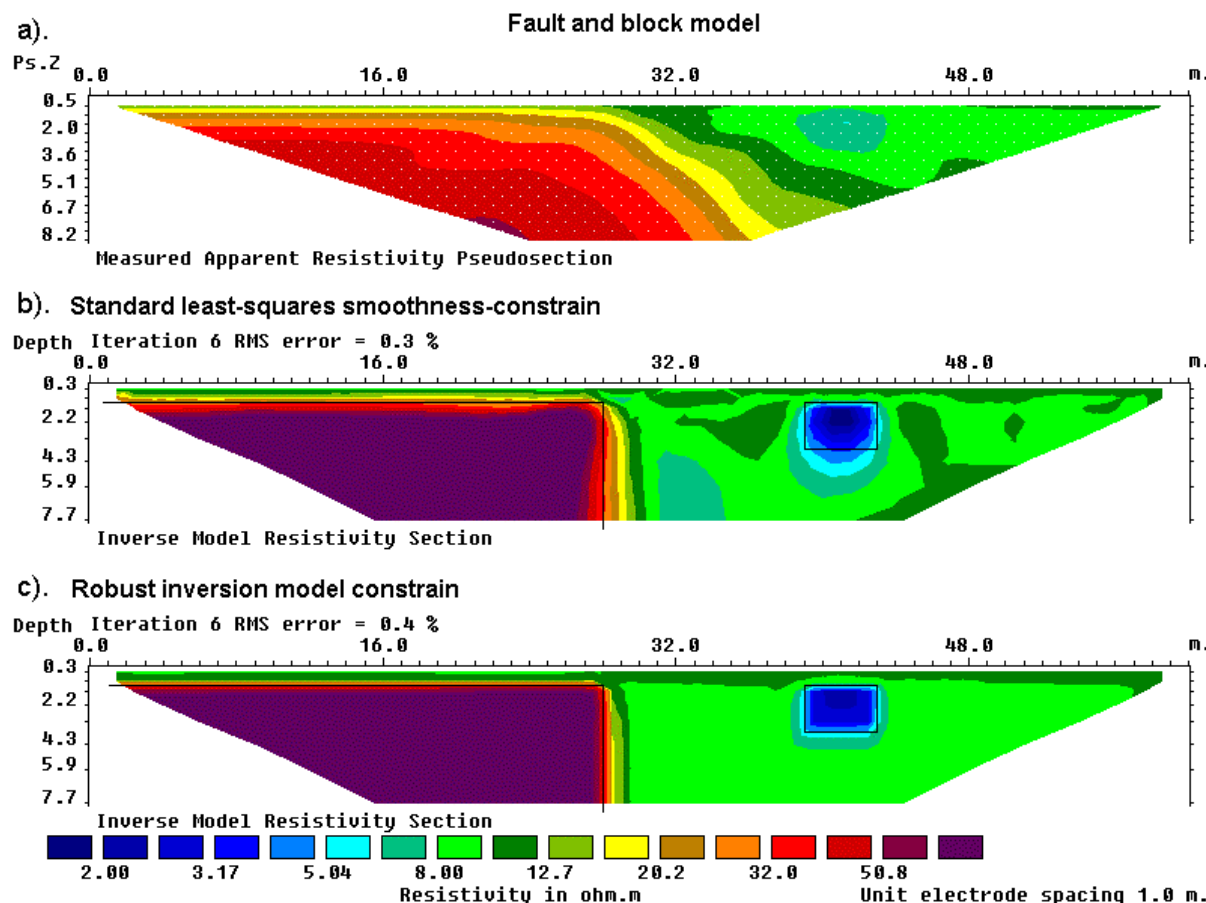 a).
Fault and block model
Ps.Z
0.0 16.0 32.0 48.0 m.
0.5
2.0
3.6
5.1
6.7
8.2
Measured Apparent Resistivity Pseudosection
b). Standard least-squares smoothness-constrain
Depth Iteration 6 RMS error = 0.3 %
0.0 16.0 32.0 48.0 m.
0.3
2.2
4.3
5.9
7.7
Inverse Model Resistivity Section
c). Robust inversion model constrain
Depth Iteration 6 RMS error = 0.4 %
0.0 16.0 32.0 48.0 m.
0.3
2.2
4.3
5.9
7.7
Inverse Model Resistivity Section
2.00 3.17 5.04 8.00 12.7 20.2 32.0 50.8
Resistivity in ohm.m Unit electrode spacing 1.0 m.